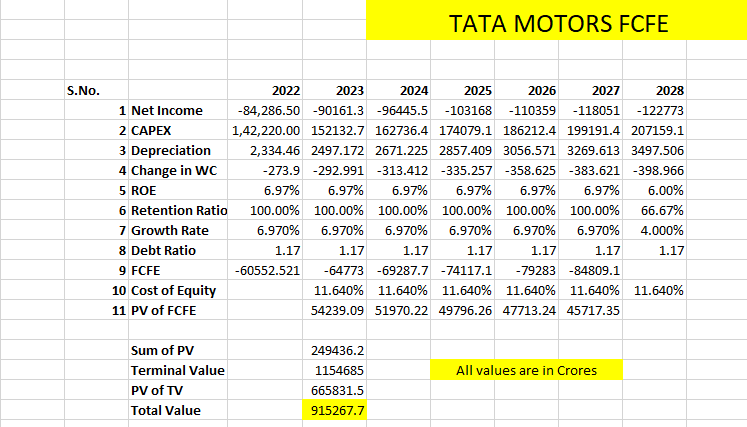 TATA MOTORS FCFE
S.No. 2022 2023 2024 2025 2026 2027 2028
1 Net Income -84,286.50 -90161.3 -96445.5 -103168 -110359 -118051 -122773
2 CAPEX 1,42,220.00 152132.7 162736.4 174079.1 186212.4 199191.4 207159.1
3 Depreciation 2,334.46 2497.172 2671.225 2857.409 3056.571 3269.613 3497.506
4 Change in WC -273.9 -292.991 -313.412 -335.257 -358.625 -383.621 -398.966
5 ROE 6.97% 6.97% 6.97% 6.97% 6.97% 6.97% 6.00%
6 Retention Ratio 100.00% 100.00% 100.00% 100.00% 100.00% 100.00% 66.67%
7 Growth Rate 6.970% 6.970% 6.970% 6.970% 6.970% 6.970% 4.000%
8 Debt Ratio 1.17 1.17 1.17 1.17 1.17 1.17 1.17
9 FCFE -60552.521 -64773 -69287.7 -74117.1 -79283 -84809.1
10 Cost of Equity 11.640% 11.640% 11.640% 11.640% 11.640% 11.640%
11 PV of FCFE 54239.09 51970.22 49796.26 47713.24 45717.35
Sum of PV 249436.2
Terminal Value 1154685 All values are in Crores
PV of TV 665831.5
Total Value 915267.7